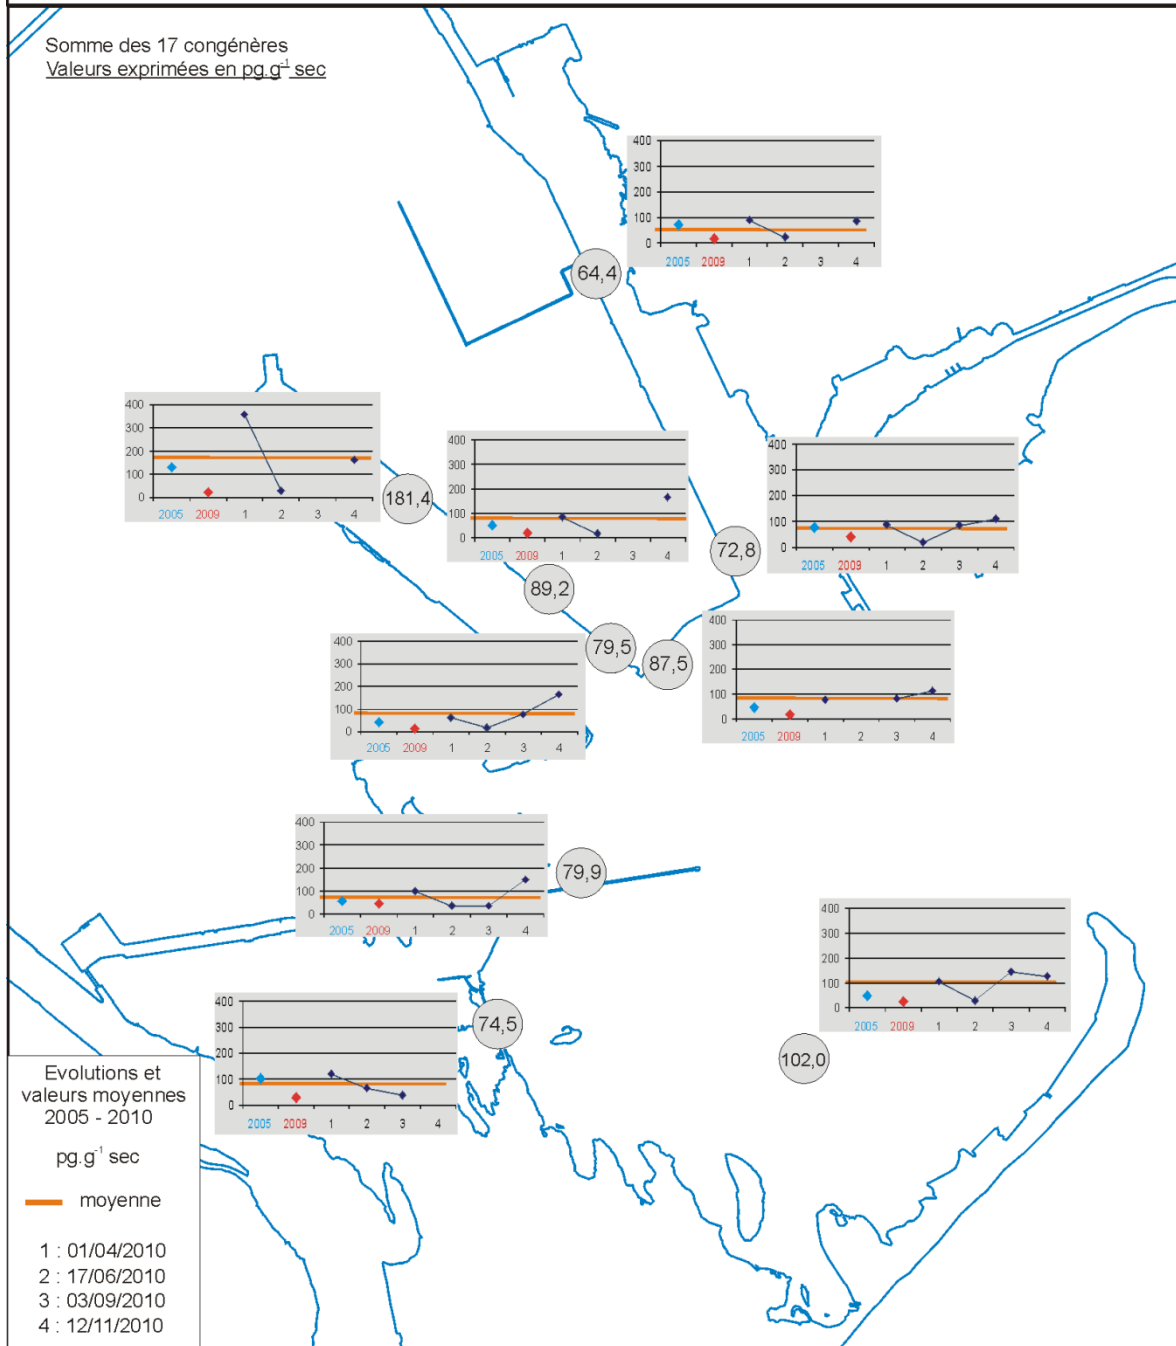 Somme des 17 congénères
Valeurs exprimées en pg.g⁻¹ sec
400
300
200
100
0
2005 2009 1 2 3 4
64,4
400
300
200
100
0
2005 2009 1 2 3 4
181,4
400
300
200
100
0
2005 2009 1 2 3 4
89,2
400
300
200
100
0
2005 2009 1 2 3 4
72,8
400
300
200
100
0
2005 2009 1 2 3 4
79,5
87,5
400
300
200
100
0
2005 2009 1 2 3 4
400
300
200
100
0
2005 2009 1 2 3 4
79,9
400
300
200
100
0
2005 2009 1 2 3 4
102,0
400
300
200
100
0
2005 2009 1 2 3 4
74,5
Evolutions et
valeurs moyennes
2005 - 2010
pg.g⁻¹ sec
moyenne
1 : 01/04/2010
2 : 17/06/2010
3 : 03/09/2010
4 : 12/11/2010